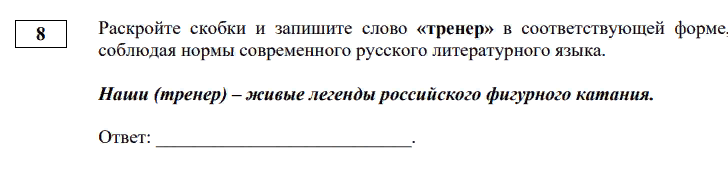 8
Раскройте скобки и запишите слово «тренер» в соответствующей форме,
соблюдая нормы современного русского литературного языка.
Наши (тренер) – живые легенды российского фигурного катания.
Ответ: ___________________________.